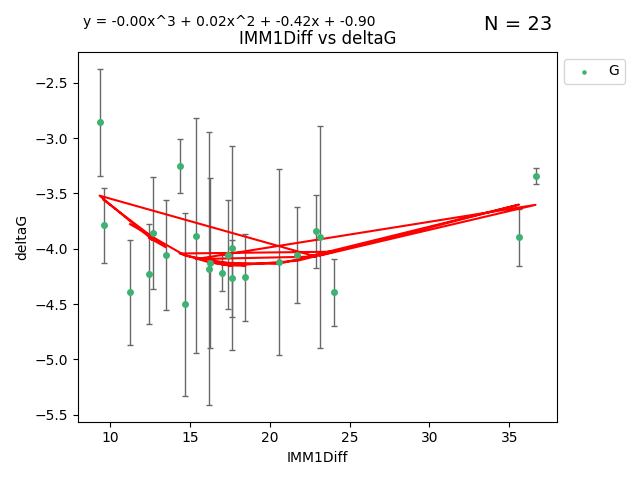 y = -0.00x^3 + 0.02x^2 + -0.42x + -0.90
N = 23
IMM1Diff vs deltaG
G
deltaG
−2.5
−3.0
−3.5
−4.0
−4.5
−5.0
−5.5
10 15 20 25 30 35
IMM1Diff